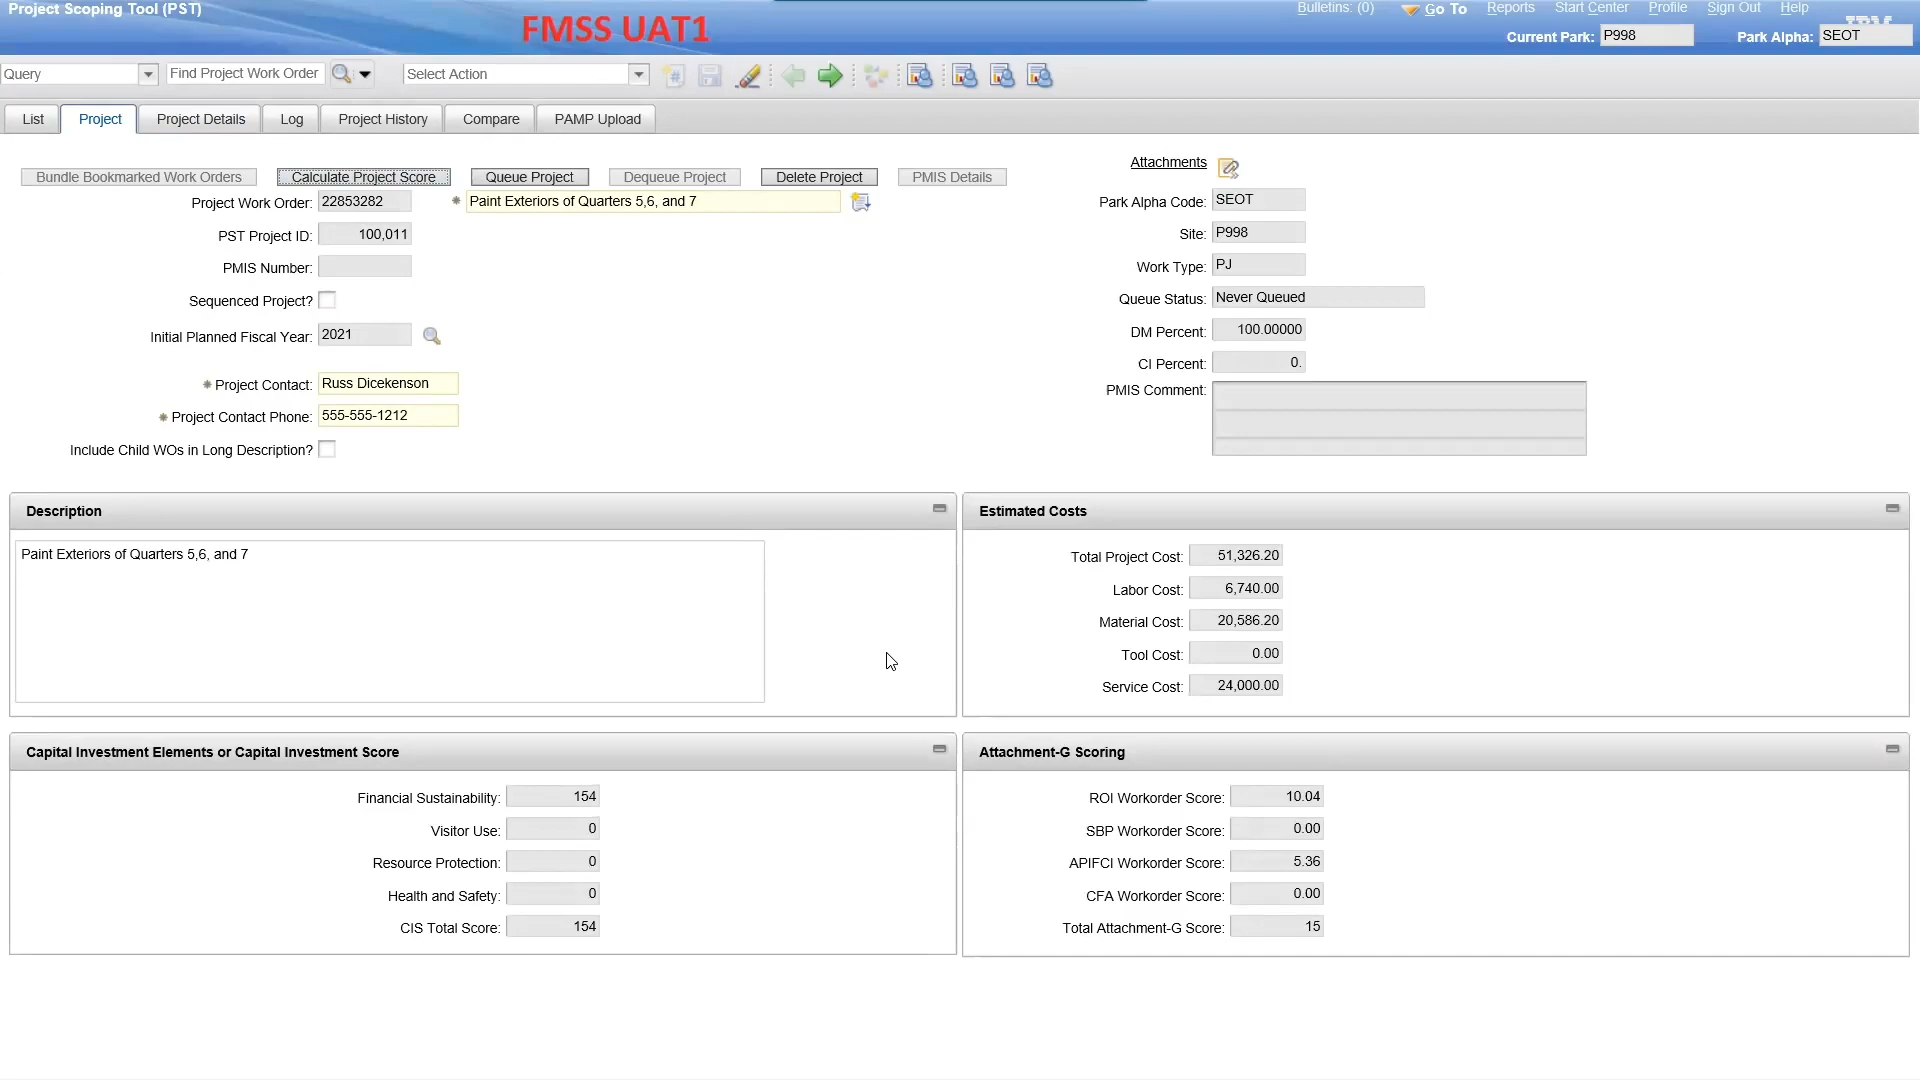 Project Scoping Tool (PST)
FMSS UAT1
Bulletins: (0) Go To Reports Start Center Profile Sign Out Help
IBM
Current Park: P998 Park Alpha: SEOT
Query Find Project Work Order Select Action
List Project Project Details Log Project History Compare PAMP Upload
Attachments
Bundle Bookmarked Work Orders Calculate Project Score Queue Project Dequeue Project Delete Project PMIS Details
Project Work Order: 22853282 * Paint Exteriors of Quarters 5,6, and 7
Park Alpha Code: SEOT
PST Project ID: 100,011
Site: P998
PMIS Number:
Work Type: PJ
Sequenced Project?
Queue Status: Never Queued
Initial Planned Fiscal Year: 2021
DM Percent: 100.00000
CI Percent: 0.
* Project Contact: Russ Dicekenson
PMIS Comment:
* Project Contact Phone: 555-555-1212
Include Child WOs in Long Description?
Description
Paint Exteriors of Quarters 5,6, and 7
Estimated Costs
Total Project Cost: 51,326.20
Labor Cost: 6,740.00
Material Cost: 20,586.20
Tool Cost: 0.00
Service Cost: 24,000.00
Capital Investment Elements or Capital Investment Score
Financial Sustainability: 154
Visitor Use: 0
Resource Protection: 0
Health and Safety: 0
CIS Total Score: 154
Attachment-G Scoring
ROI Workorder Score: 10.04
SBP Workorder Score: 0.00
APIFCI Workorder Score: 5.36
CFA Workorder Score: 0.00
Total Attachment-G Score: 15